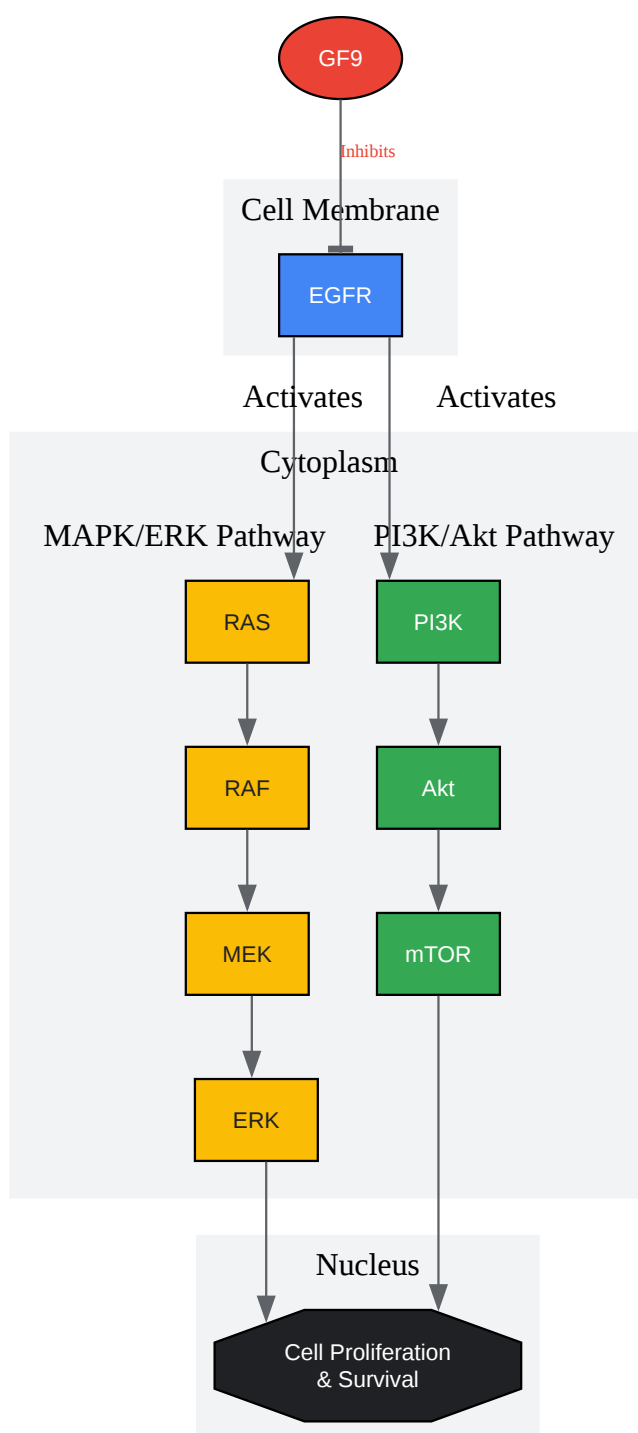 GF9
Inhibits
Cell Membrane
EGFR
Activates
Activates
Cytoplasm
MAPK/ERK Pathway
PI3K/Akt Pathway
RAS
PI3K
RAF
Akt
MEK
mTOR
ERK
Nucleus
Cell Proliferation
& Survival